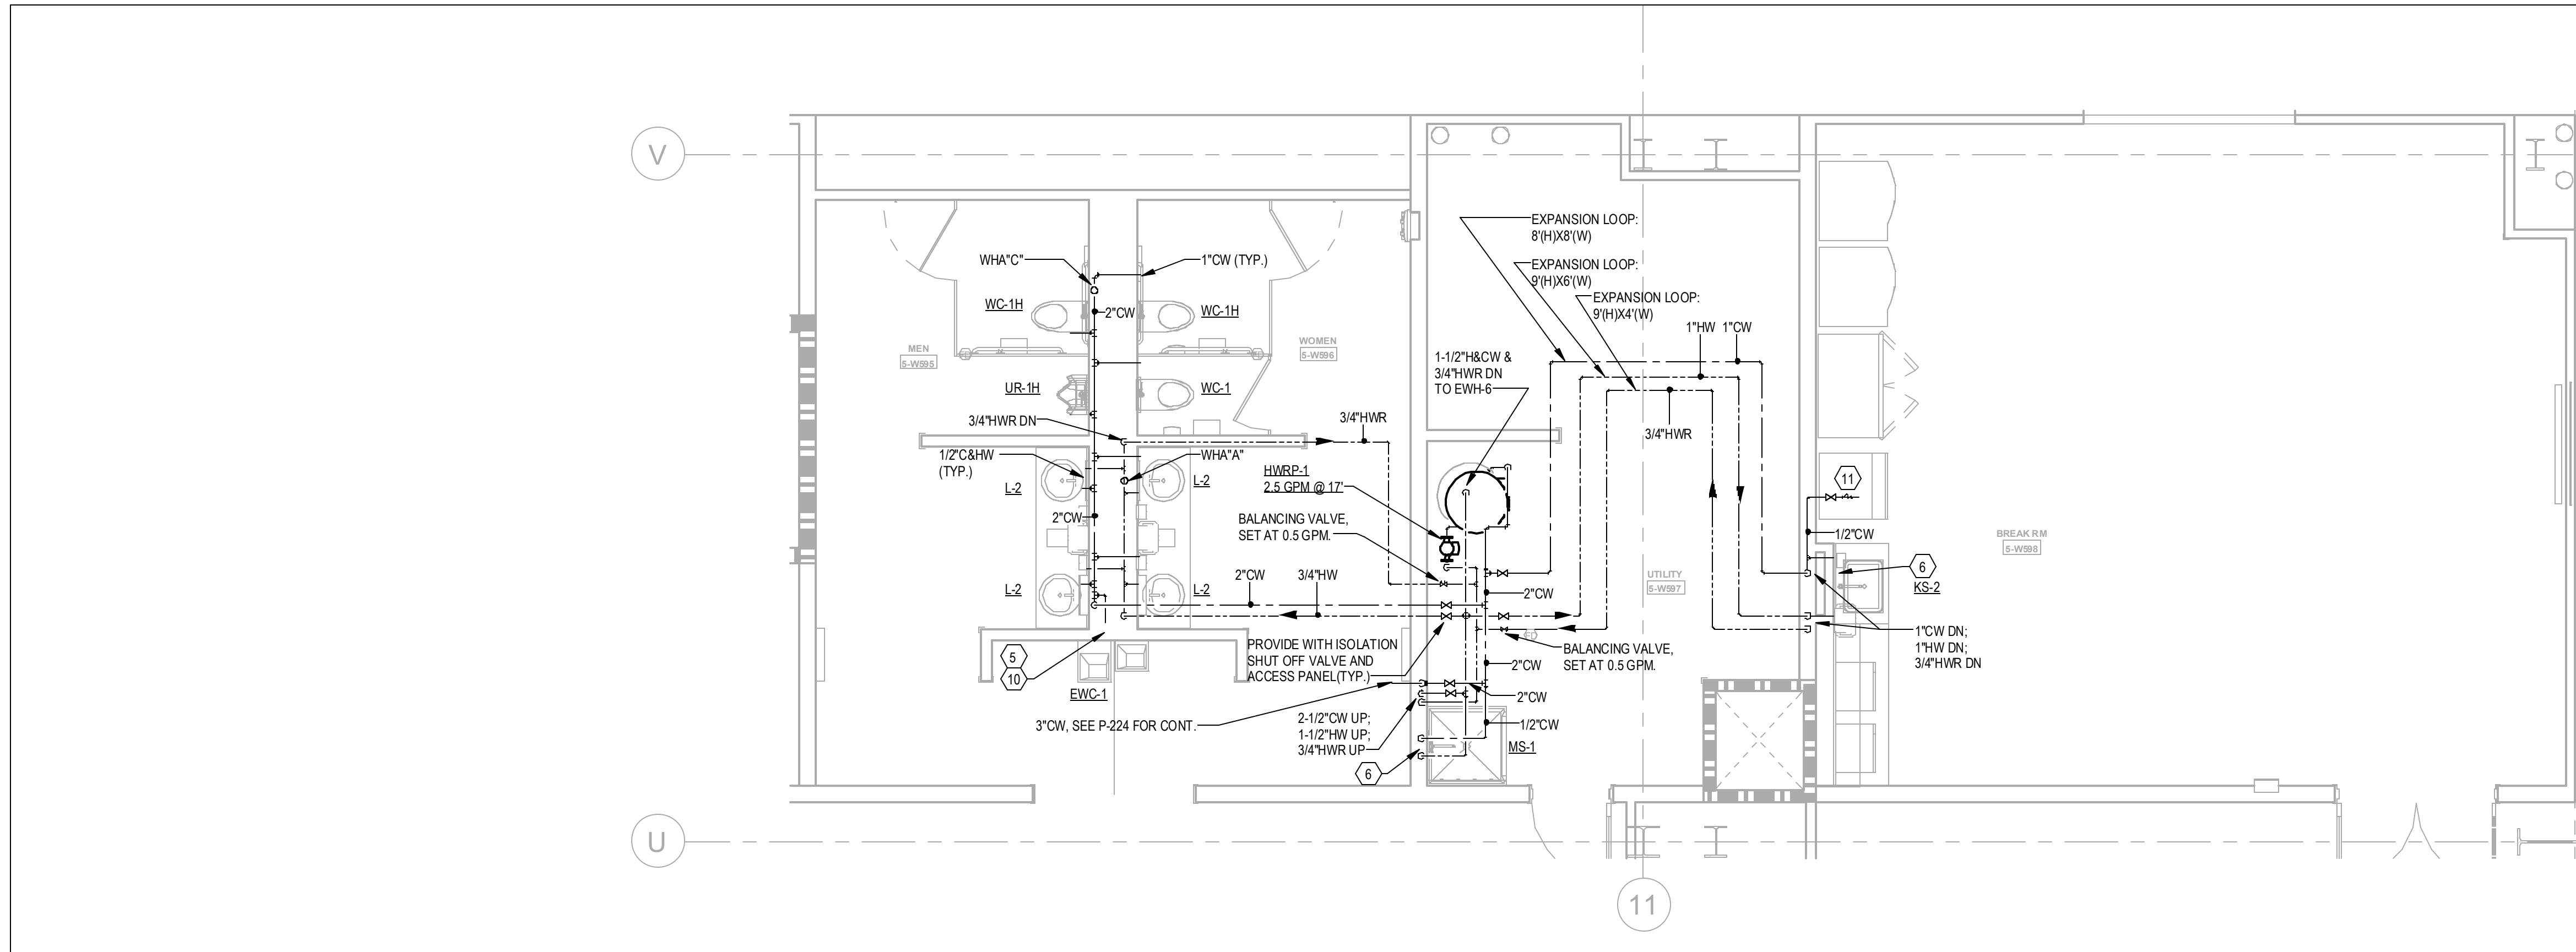 V
EXPANSION LOOP:
8'(H)X8'(W)
EXPANSION LOOP:
9'(H)X6'(W)
EXPANSION LOOP:
9'(H)X4'(W)
WHA"C"
1"CW (TYP.)
WC-1H
2"CW
WC-1H
1"HW
1"CW
MEN
5-W595
WOMEN
5-W596
1-1/2"H&CW &
3/4"HWR DN
TO EWH-6
UR-1H
WC-1
3/4"HWR DN
3/4"HWR
3/4"HWR
1/2"C&HW
(TYP.)
WHA"A"
HWRP-1
2.5 GPM @ 17'
L-2
L-2
11
2"CW
BALANCING VALVE,
SET AT 0.5 GPM.
1/2"CW
BREAK RM
5-W598
6
KS-2
UTILITY
5-W597
L-2
L-2
2"CW
3/4"HW
2"CW
PROVIDE WITH ISOLATION
SHUT OFF VALVE AND
ACCESS PANEL(TYP.)
BALANCING VALVE,
SET AT 0.5 GPM.
1"CW DN;
1"HW DN;
3/4"HWR DN
5
10
EWC-1
2"CW
2"CW
3"CW, SEE P-224 FOR CONT.
2-1/2"CW UP;
1-1/2"HW UP;
3/4"HWR UP
1/2"CW
MS-1
6
U
11